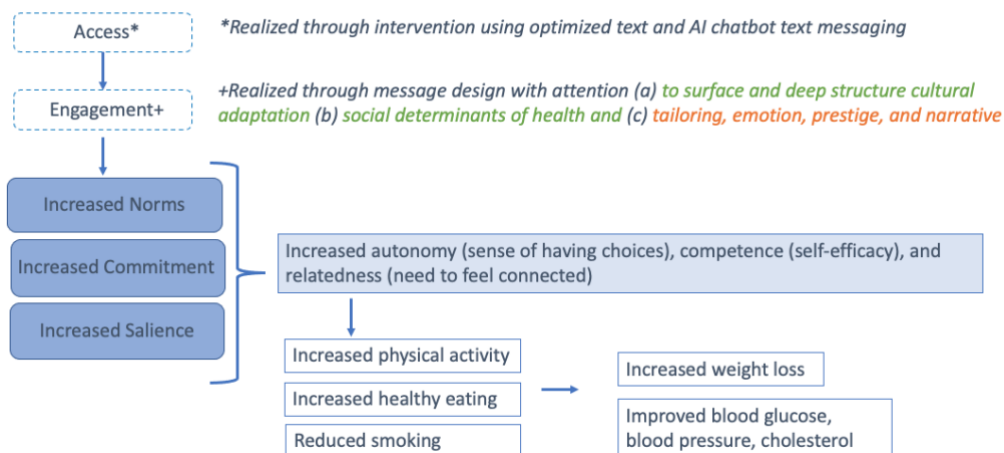 Access*
*Realized through intervention using optimized text and AI chatbot text messaging
Engagement+
+Realized through message design with attention (a) to surface and deep structure cultural
adaptation (b) social determinants of health and (c) tailoring, emotion, prestige, and narrative
Increased Norms
Increased Commitment
Increased Salience
Increased autonomy (sense of having choices), competence (self-efficacy), and
relatedness (need to feel connected)
Increased physical activity
Increased healthy eating
Reduced smoking
Increased weight loss
Improved blood glucose,
blood pressure, cholesterol